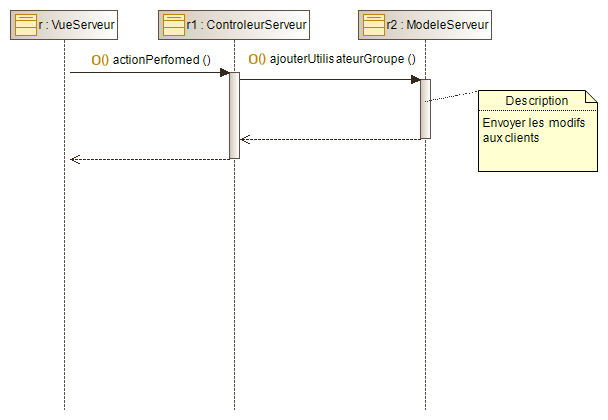 r : VueServeur
r1 : ControleurServeur
r2 : ModeleServeur
O() actionPerfomed ()
O() ajouterUtilisateurGroupe ()
Description
Envoyer les modifs
aux clients